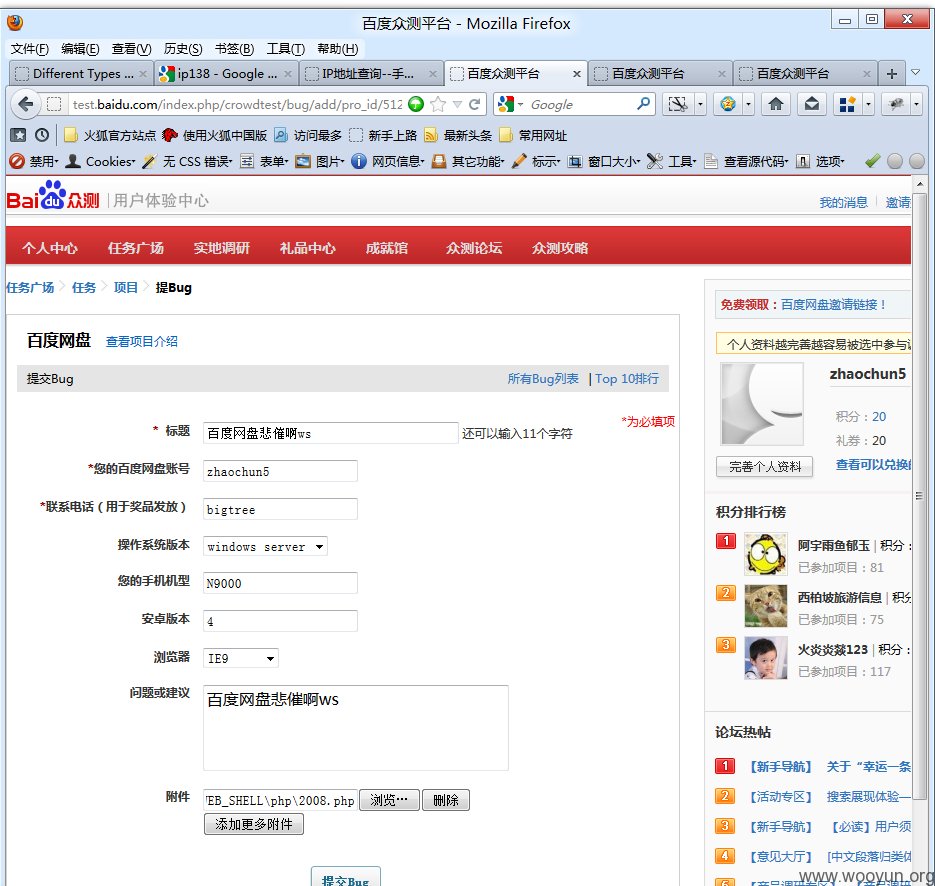 百度众测平台 - Mozilla Firefox
文件(F) 编辑(E) 查看(V) 历史(S) 书签(B) 工具(T) 帮助(H)
Different Types ... ip138 - Google ... IP地址查询--手... 百度众测平台 百度众测平台 百度众测平台
test.baidu.com/index.php/crowdtest/bug/add/pro_id/512 Google
火狐官方站点 使用火狐中国版 访问最多 新手上路 最新头条 常用网址
禁用 Cookies 无 CSS 错误 表单 图片 网页信息 其它功能 标示 窗口大小 工具 查看源代码 选项
Bai du 众测 用户体验中心 我的消息 邀请
个人中心 任务广场 实地调研 礼品中心 成就馆 众测论坛 众测攻略
任务广场 任务 项目 提Bug
免费领取：百度网盘邀请链接！
百度网盘 查看项目介绍
个人资料越完善越容易被选中参与
提交Bug 所有Bug列表 | Top 10排行
zhaochun5
积分：20
礼券：20
完善个人资料 查看可以兑换
*为必填项
* 标题 百度网盘悲催啊ws 还可以输入11个字符
*您的百度网盘账号 zhaochun5
*联系电话（用于奖品发放） bigtree
操作系统版本 windows server
您的手机机型 N9000
安卓版本 4
浏览器 IE9
问题或建议 百度网盘悲催啊ws
附件 EB_SHELL\php\2008.php 浏览… 删除
添加更多附件
提交Bug
积分排行榜
1 阿宇雨鱼郁玉 | 积分：
已参加项目：81
2 西柏坡旅游信息 | 积分
已参加项目：75
3 火炎炎燚123 | 积分：
已参加项目：117
论坛热帖
1 【新手导航】 关于“幸运一条
2 【活动专区】 搜索展现体验—
3 【新手导航】 【必读】用户须
4 【意见大厅】 [中文段落归类体
5
www.wooyun.org